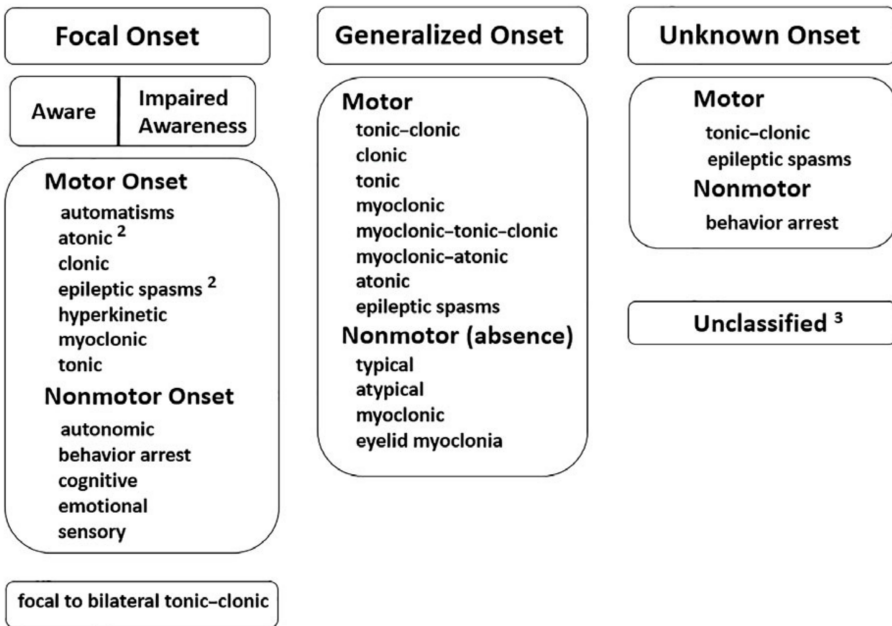 Focal Onset
Aware
Impaired
Awareness
Motor Onset
automatisms
atonic ²
clonic
epileptic spasms ²
hyperkinetic
myoclonic
tonic
Nonmotor Onset
autonomic
behavior arrest
cognitive
emotional
sensory
focal to bilateral tonic–clonic
Generalized Onset
Motor
tonic–clonic
clonic
tonic
myoclonic
myoclonic–tonic–clonic
myoclonic–atonic
atonic
epileptic spasms
Nonmotor (absence)
typical
atypical
myoclonic
eyelid myoclonia
Unknown Onset
Motor
tonic–clonic
epileptic spasms
Nonmotor
behavior arrest
Unclassified ³